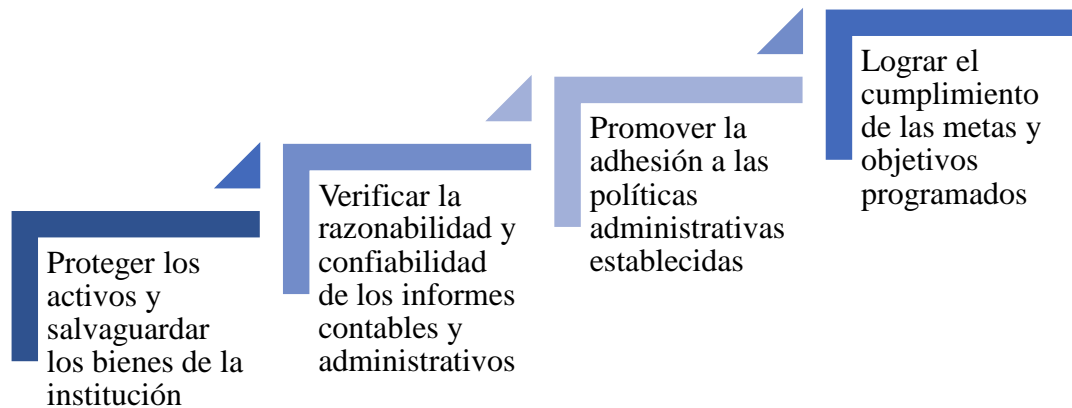 Proteger los
activos y
salvaguardar
los bienes de la
institución
Verificar la
razonabilidad y
confiabilidad
de los informes
contables y
administrativos
Promover la
adhesión a las
políticas
administrativas
establecidas
Lograr el
cumplimiento
de las metas y
objetivos
programados